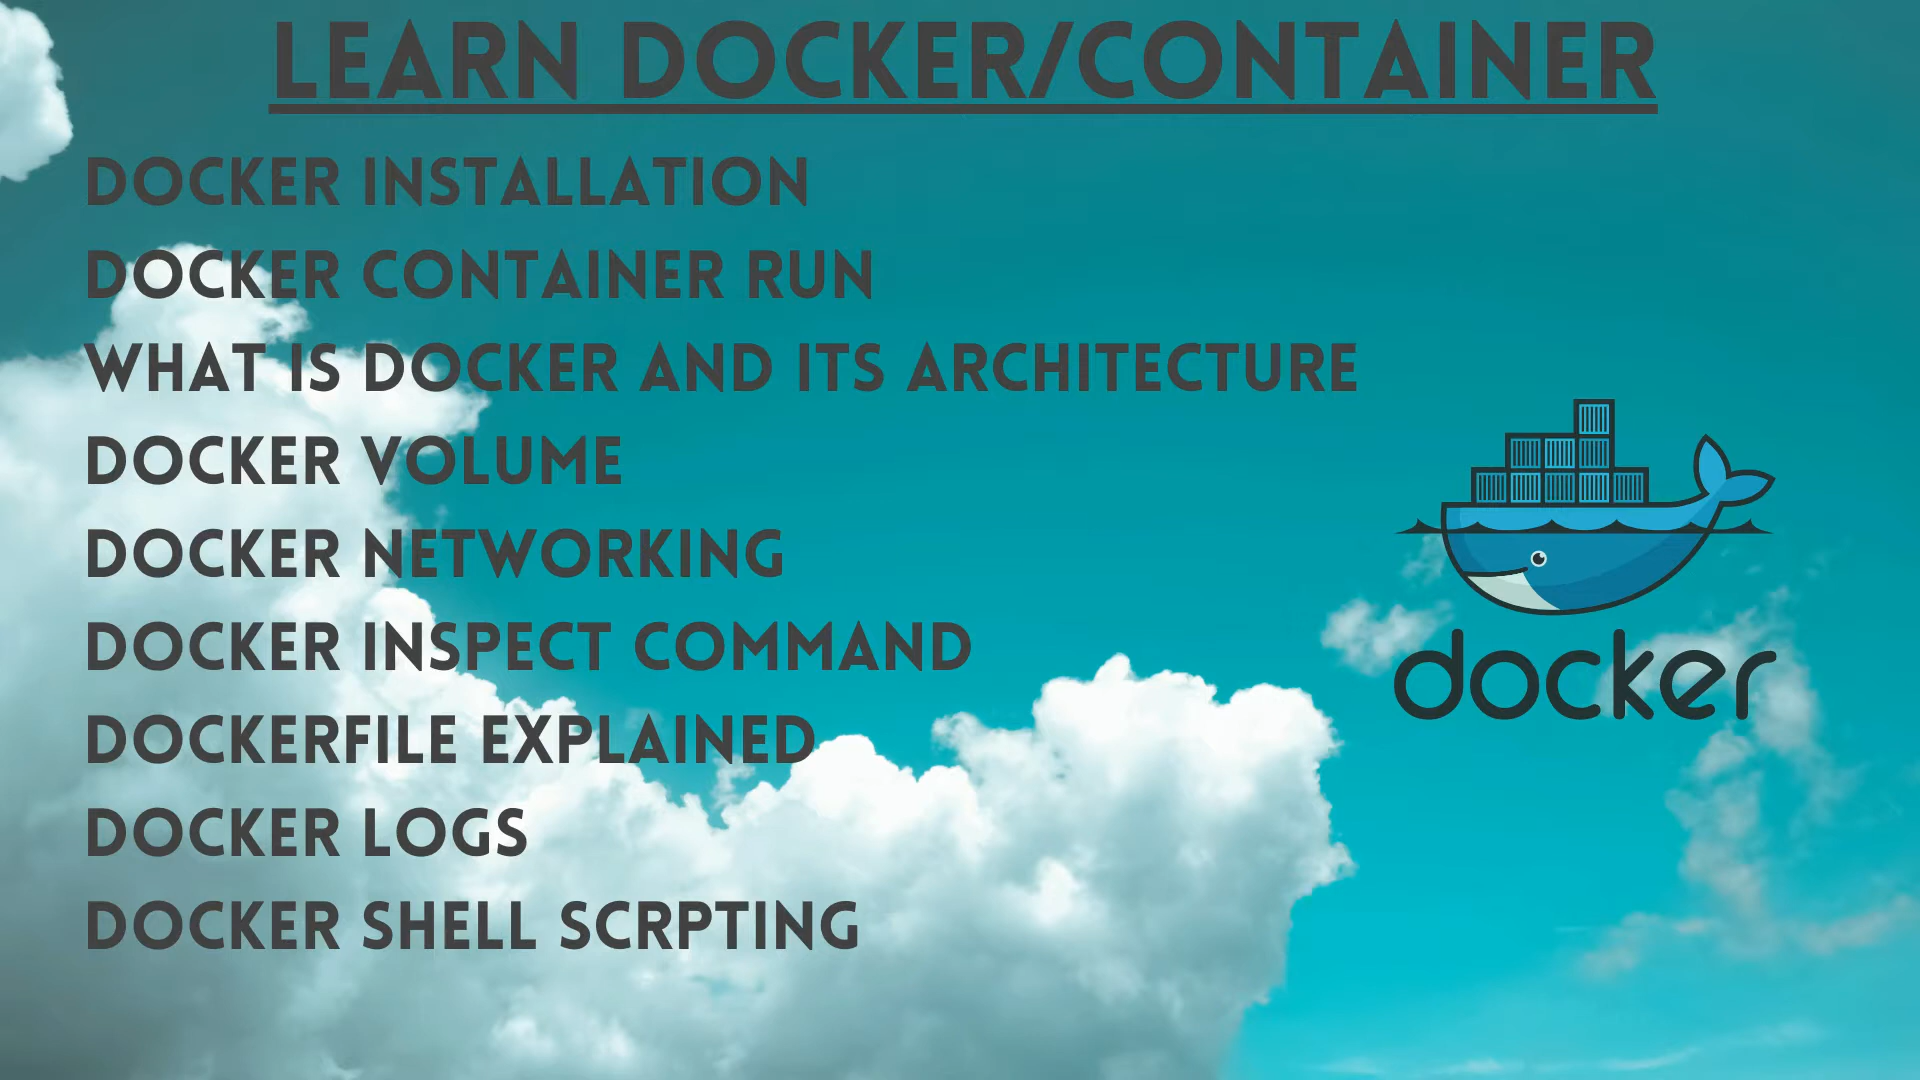 LEARN DOCKER/CONTAINER
DOCKER INSTALLATION
DOCKER CONTAINER RUN
WHAT IS DOCKER AND ITS ARCHITECTURE
DOCKER VOLUME
DOCKER NETWORKING
DOCKER INSPECT COMMAND
DOCKERFILE EXPLAINED
DOCKER LOGS
DOCKER SHELL SCRPTING
docker